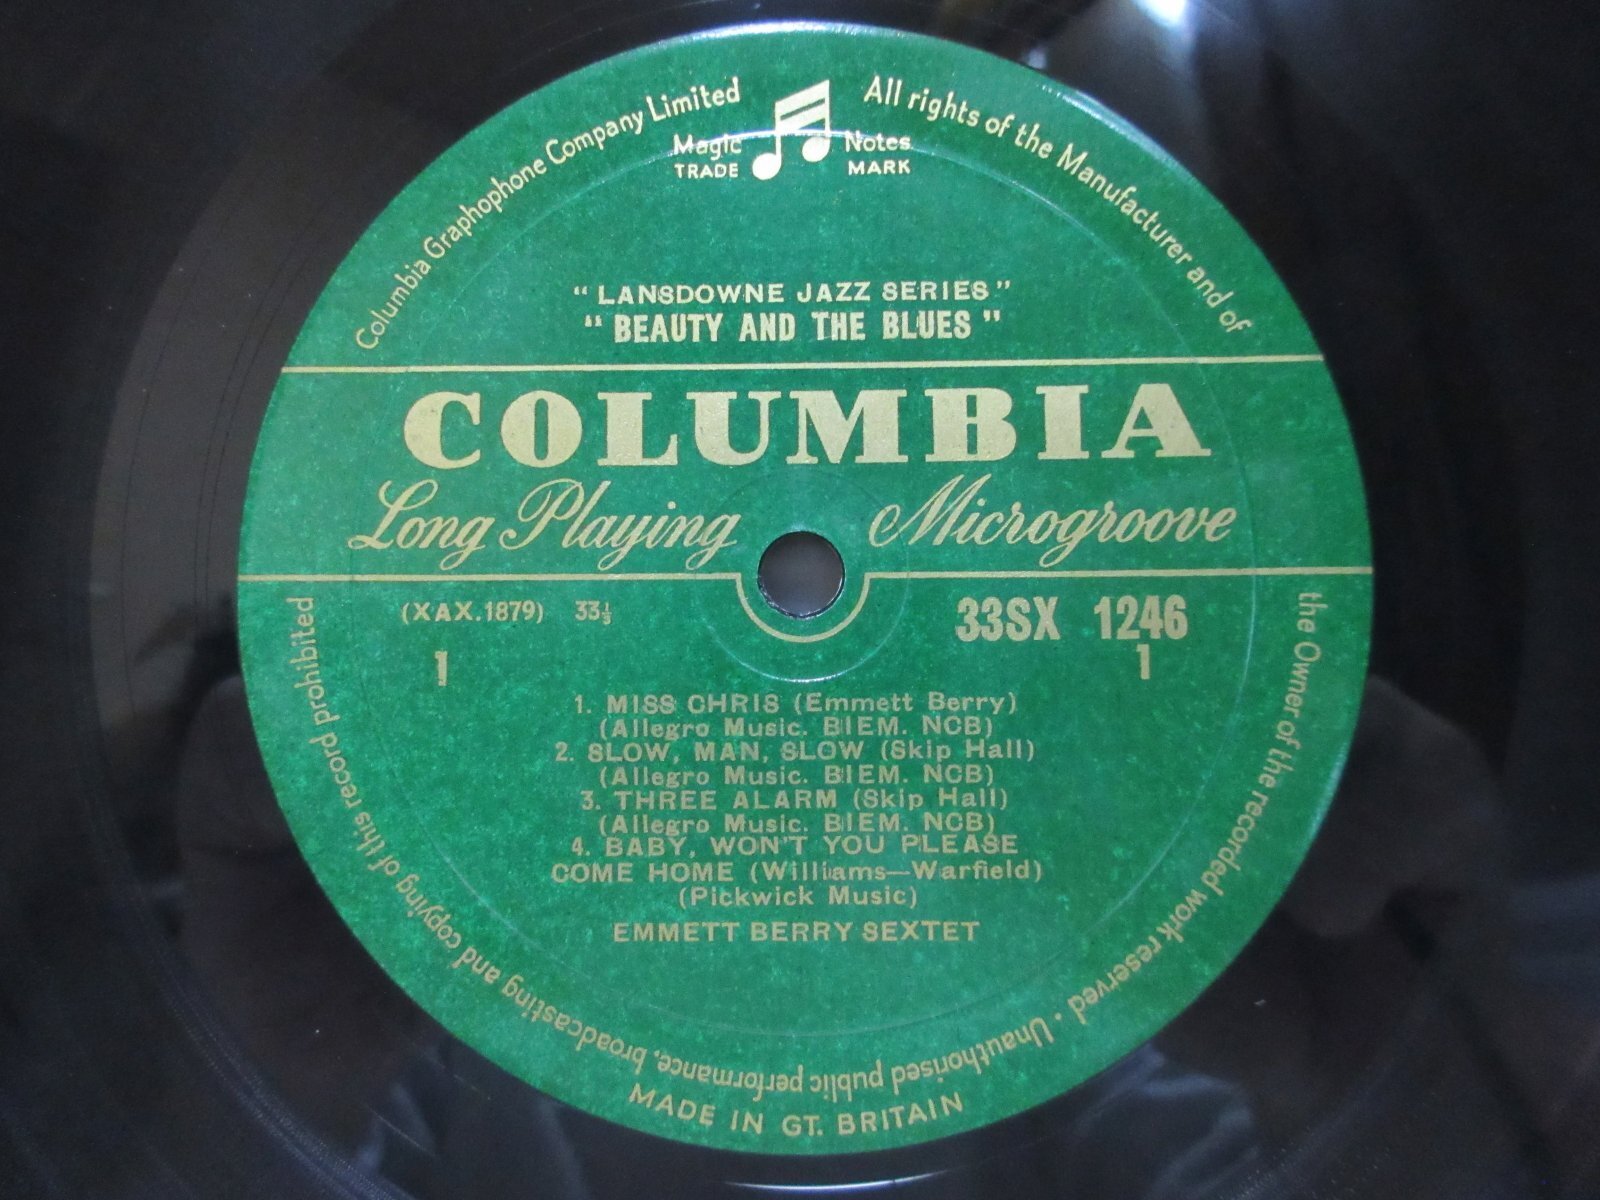 Columbia Graphophone Company Limited
All rights of the Manufacturer and of
the Owner of the recorded work reserved · Unauthorised public performance, broadcasting and copying of this record prohibited
Magic Notes
TRADE MARK
“ LANSDOWNE JAZZ SERIES ”
“ BEAUTY AND THE BLUES ”
COLUMBIA
Long Playing Microgroove
(XAX.1879) 33⅓ 33SX 1246
1 1
1. MISS CHRIS (Emmett Berry)
(Allegro Music. BIEM. NCB)
2. SLOW, MAN, SLOW (Skip Hall)
(Allegro Music. BIEM. NCB)
3. THREE ALARM (Skip Hall)
(Allegro Music. BIEM. NCB)
4. BABY, WON'T YOU PLEASE
COME HOME (Williams—Warfield)
(Pickwick Music)
EMMETT BERRY SEXTET
MADE IN GT. BRITAIN